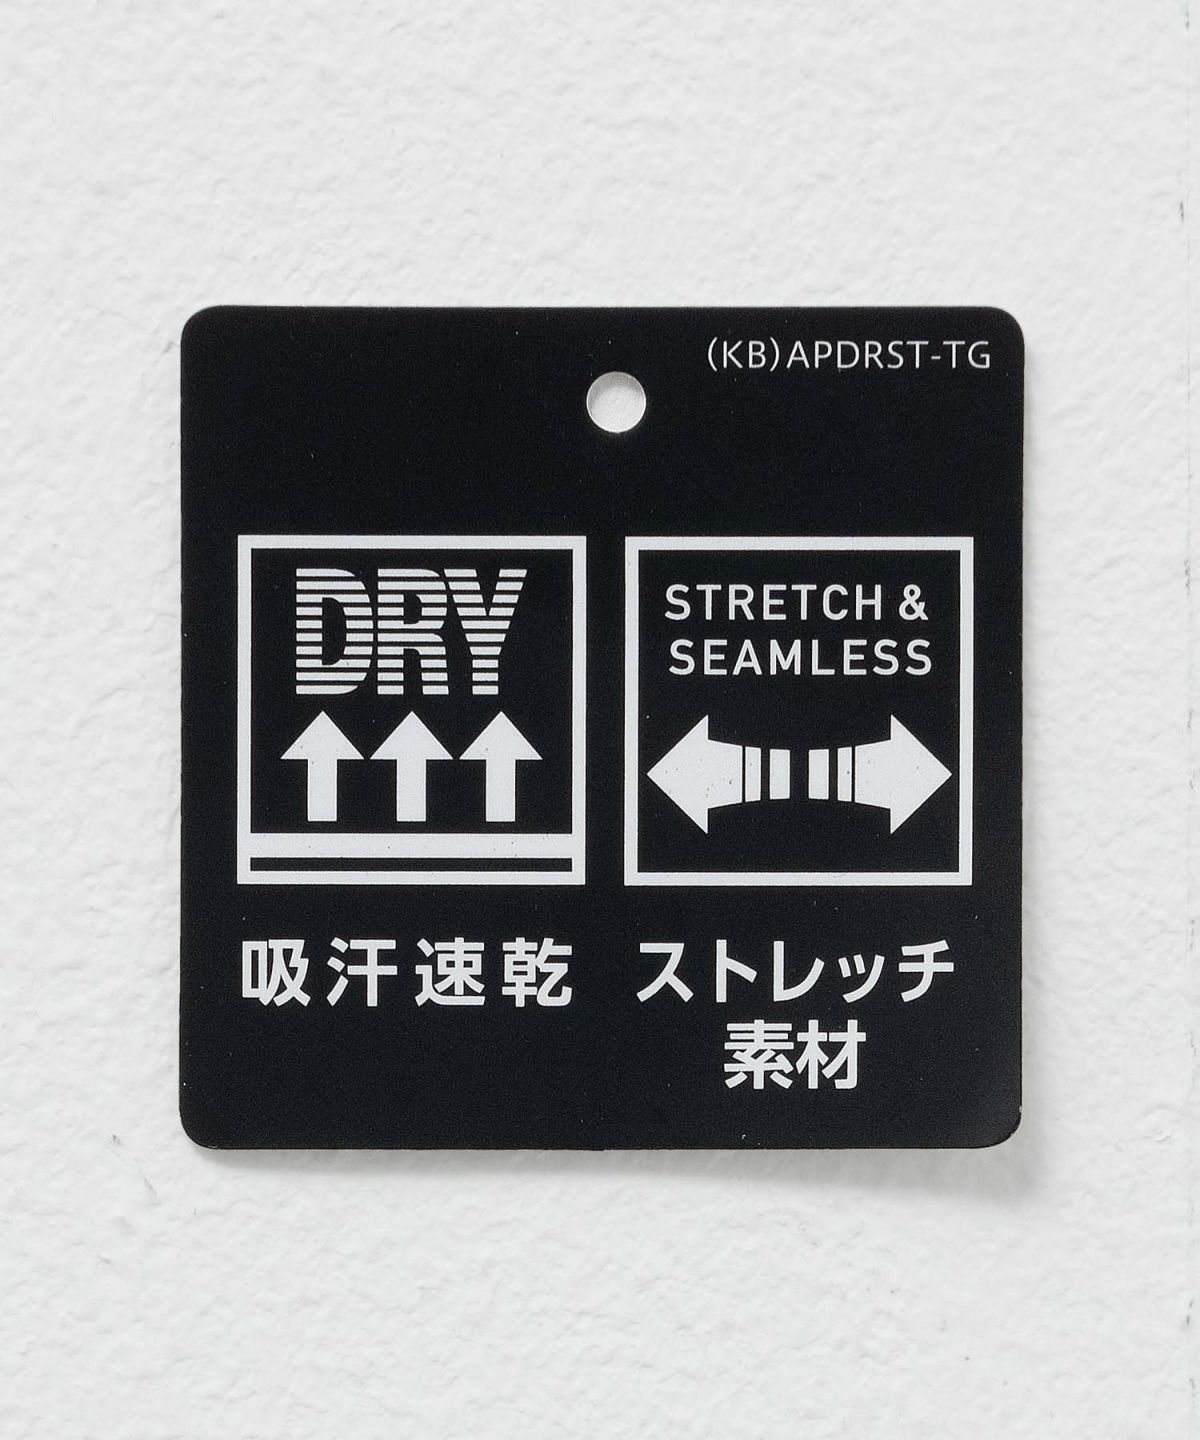 (KB)APDRST-TG
DRY
吸汗速乾
STRETCH &
SEAMLESS
ストレッチ
素材